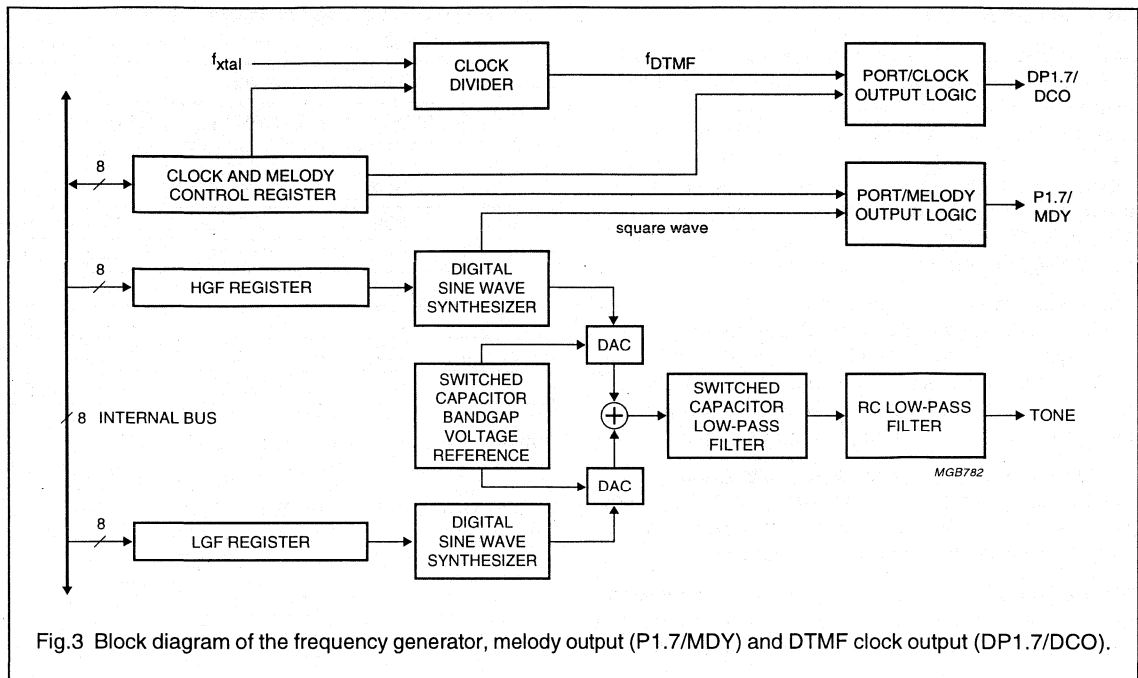 fxtal
CLOCK
DIVIDER
fDTMF
PORT/CLOCK
OUTPUT LOGIC
DP1.7/
DCO
8
CLOCK AND MELODY
CONTROL REGISTER
PORT/MELODY
OUTPUT LOGIC
P1.7/
MDY
square wave
8
HGF REGISTER
DIGITAL
SINE WAVE
SYNTHESIZER
DAC
SWITCHED
CAPACITOR
BANDGAP
VOLTAGE
REFERENCE
8 INTERNAL BUS
SWITCHED
CAPACITOR
LOW-PASS
FILTER
RC LOW-PASS
FILTER
TONE
MGB782
DAC
8
LGF REGISTER
DIGITAL
SINE WAVE
SYNTHESIZER
Fig.3 Block diagram of the frequency generator, melody output (P1.7/MDY) and DTMF clock output (DP1.7/DCO).